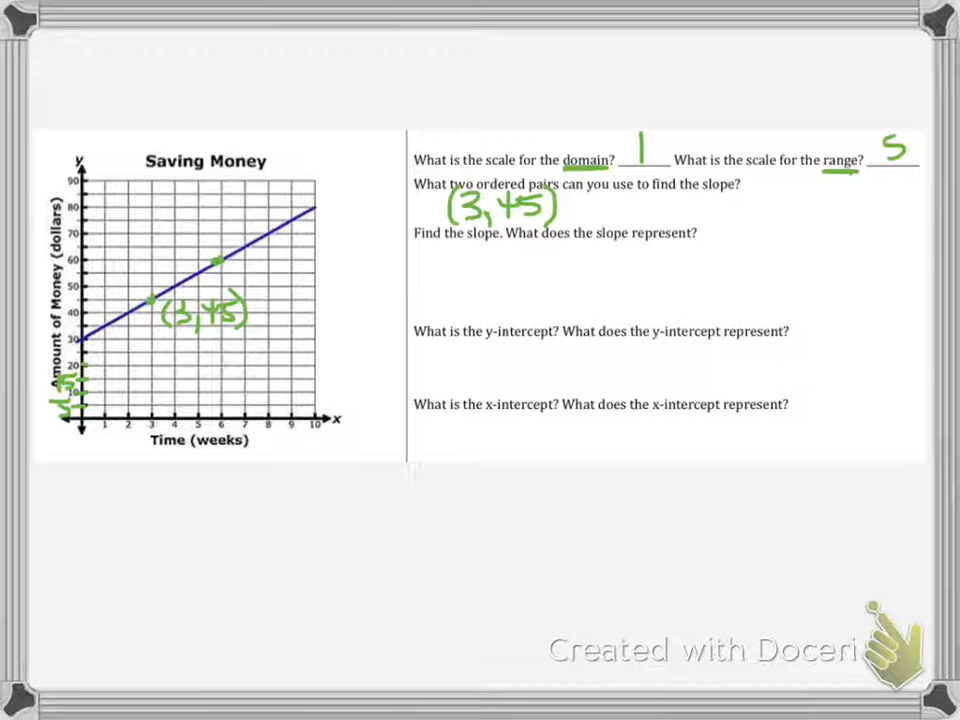 y
Saving Money
What is the scale for the domain? 1 What is the scale for the range? 5
What two ordered pairs can you use to find the slope?
(3,45)
Find the slope. What does the slope represent?
What is the y-intercept? What does the y-intercept represent?
What is the x-intercept? What does the x-intercept represent?
Amount of Money (dollars)
90
80
70
60
50
40
30
20
15
10
5
(3,45)
1 2 3 4 5 6 7 8 9 10 x
Time (weeks)
Created with Doceri